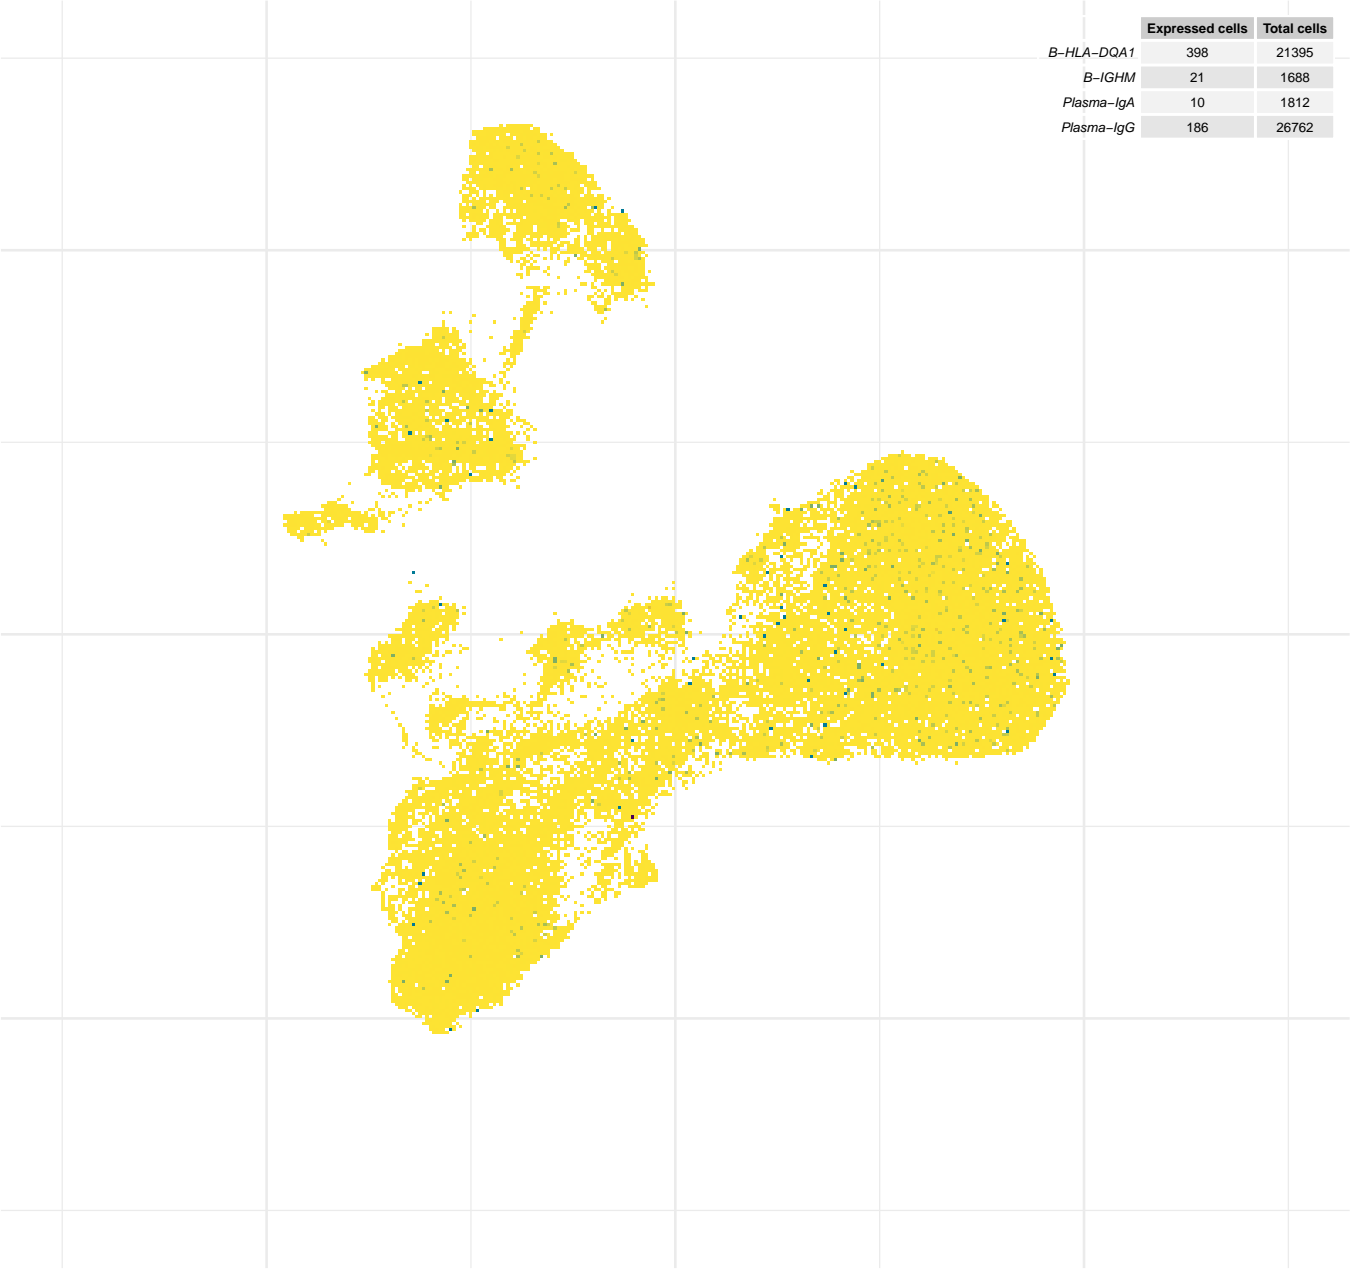 Expressed cells Total cells
B−HLA−DQA1 398 21395
B−IGHM 21 1688
Plasma−IgA 10 1812
Plasma−IgG 186 26762